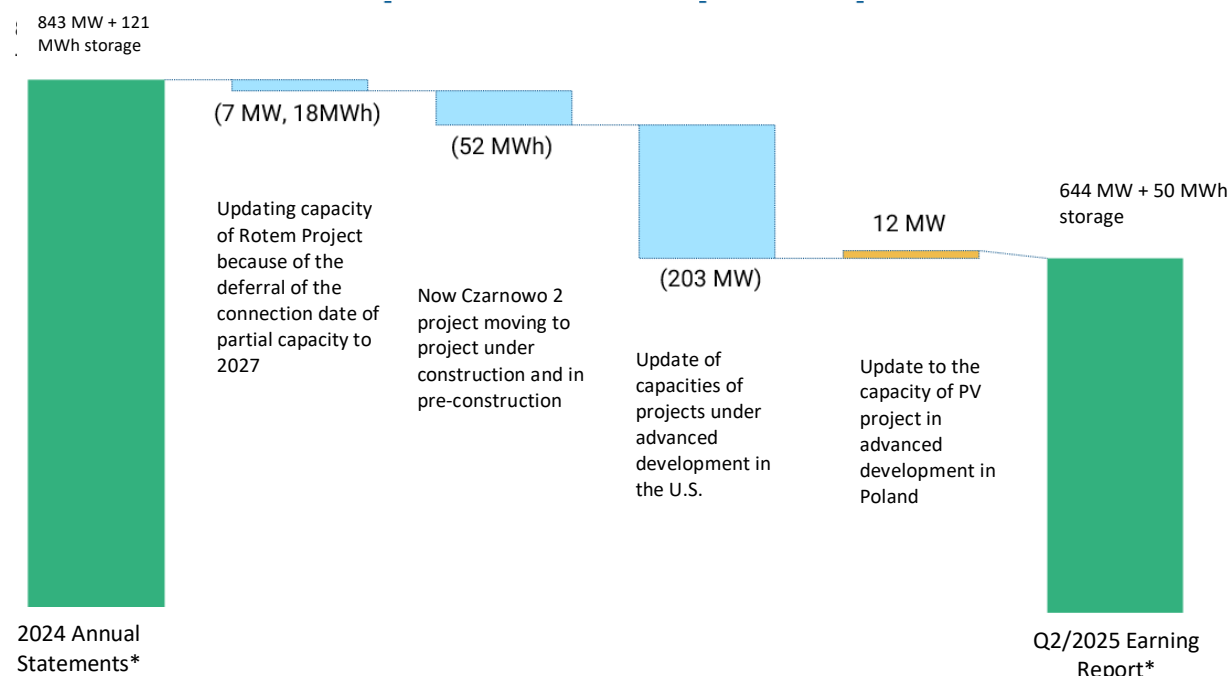 843 MW + 121
MWh storage
(7 MW, 18MWh)
(52 MWh)
(203 MW)
12 MW
644 MW + 50 MWh
storage
Updating capacity
of Rotem Project
because of the
deferral of the
connection date of
partial capacity to
2027
Now Czarnowo 2
project moving to
project under
construction and in
pre-construction
Update of
capacities of
projects under
advanced
development in
the U.S.
Update to the
capacity of PV
project in
advanced
development in
Poland
2024 Annual
Statements*
Q2/2025 Earning
Report*